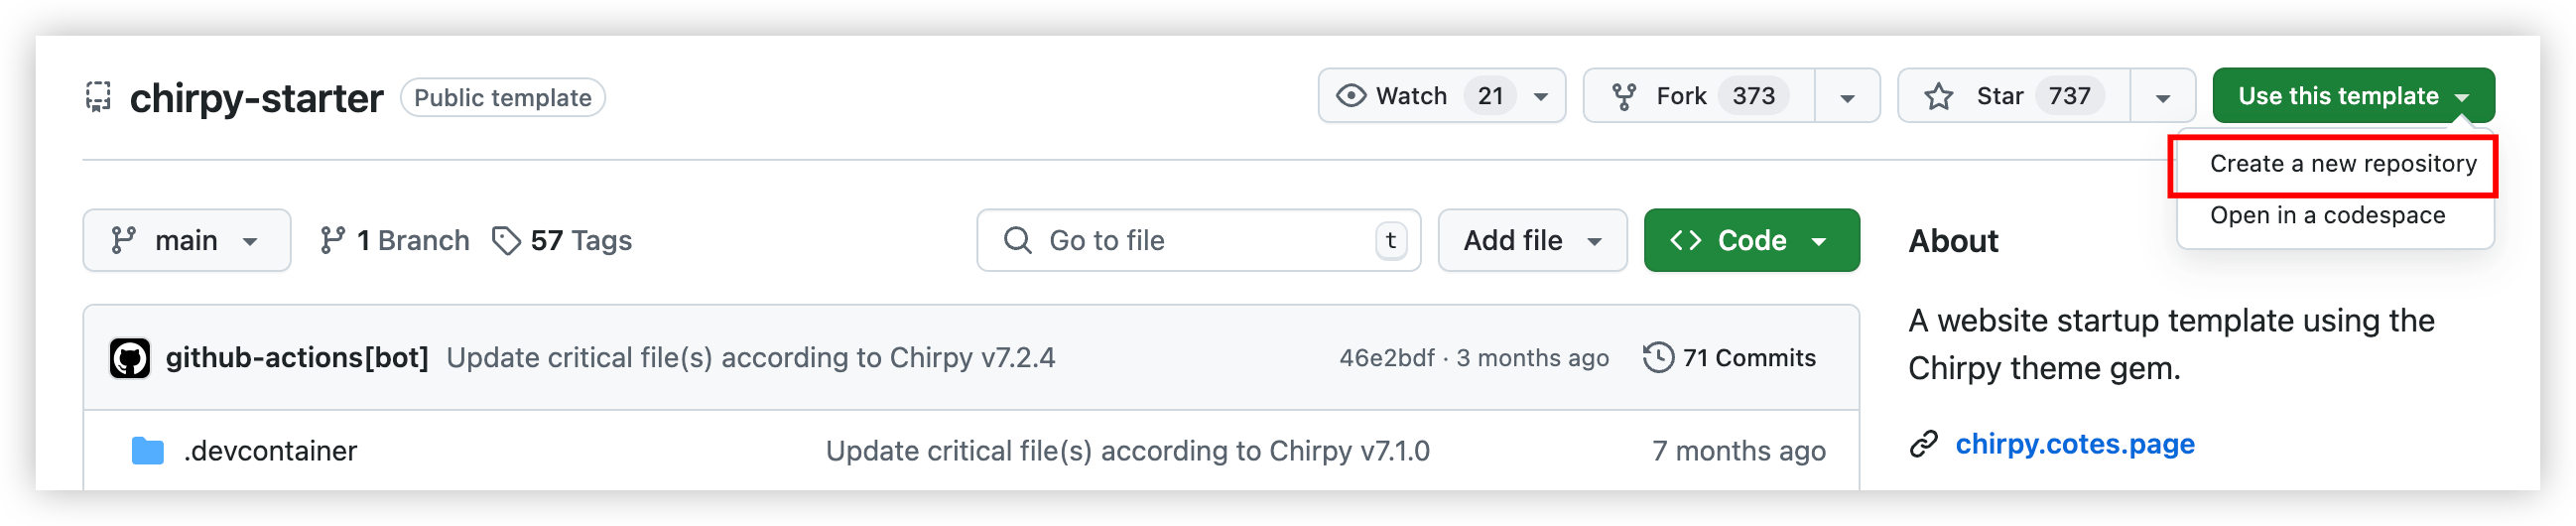 chirpy-starter Public template Watch 21 Fork 373 Star 737 Use this template
Create a new repository
Open in a codespace
main 1 Branch 57 Tags Go to file t Add file Code About
A website startup template using the
Chirpy theme gem.
chirpy.cotes.page
github-actions[bot] Update critical file(s) according to Chirpy v7.2.4 46e2bdf · 3 months ago 71 Commits
.devcontainer Update critical file(s) according to Chirpy v7.1.0 7 months ago